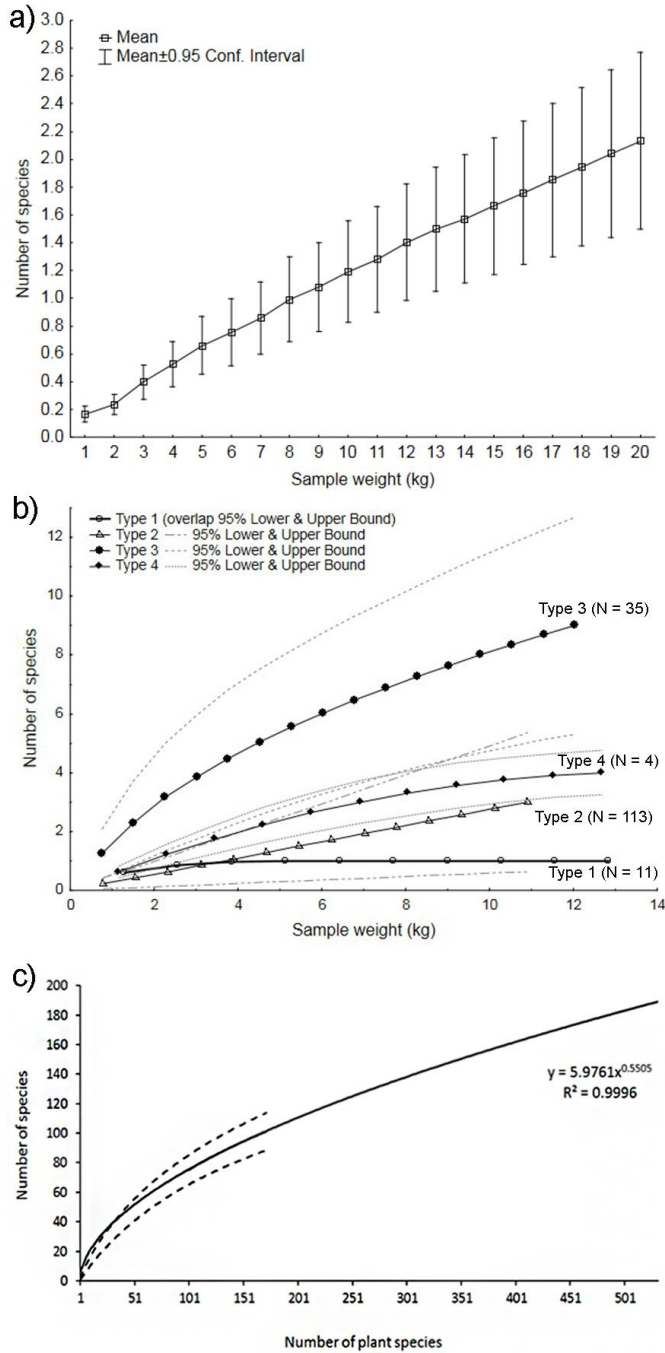 a)
Mean
Mean±0.95 Conf. Interval
3.0
2.8
2.6
2.4
2.2
2.0
1.8
1.6
1.4
1.2
1.0
0.8
0.6
0.4
0.2
0.0
Number of species
1 2 3 4 5 6 7 8 9 10 11 12 13 14 15 16 17 18 19 20
Sample weight (kg)
b)
Type 1 (overlap 95% Lower & Upper Bound)
Type 2 95% Lower & Upper Bound
Type 3 95% Lower & Upper Bound
Type 4 95% Lower & Upper Bound
12
10
8
6
4
2
0
Number of species
Type 3 (N = 35)
Type 4 (N = 4)
Type 2 (N = 113)
Type 1 (N = 11)
0 2 4 6 8 10 12 14
Sample weight (kg)
c)
200
180
160
140
120
100
80
60
40
20
0
Number of species
y = 5.9761x^0.5505
R² = 0.9996
1 51 101 151 201 251 301 351 401 451 501
Number of plant species